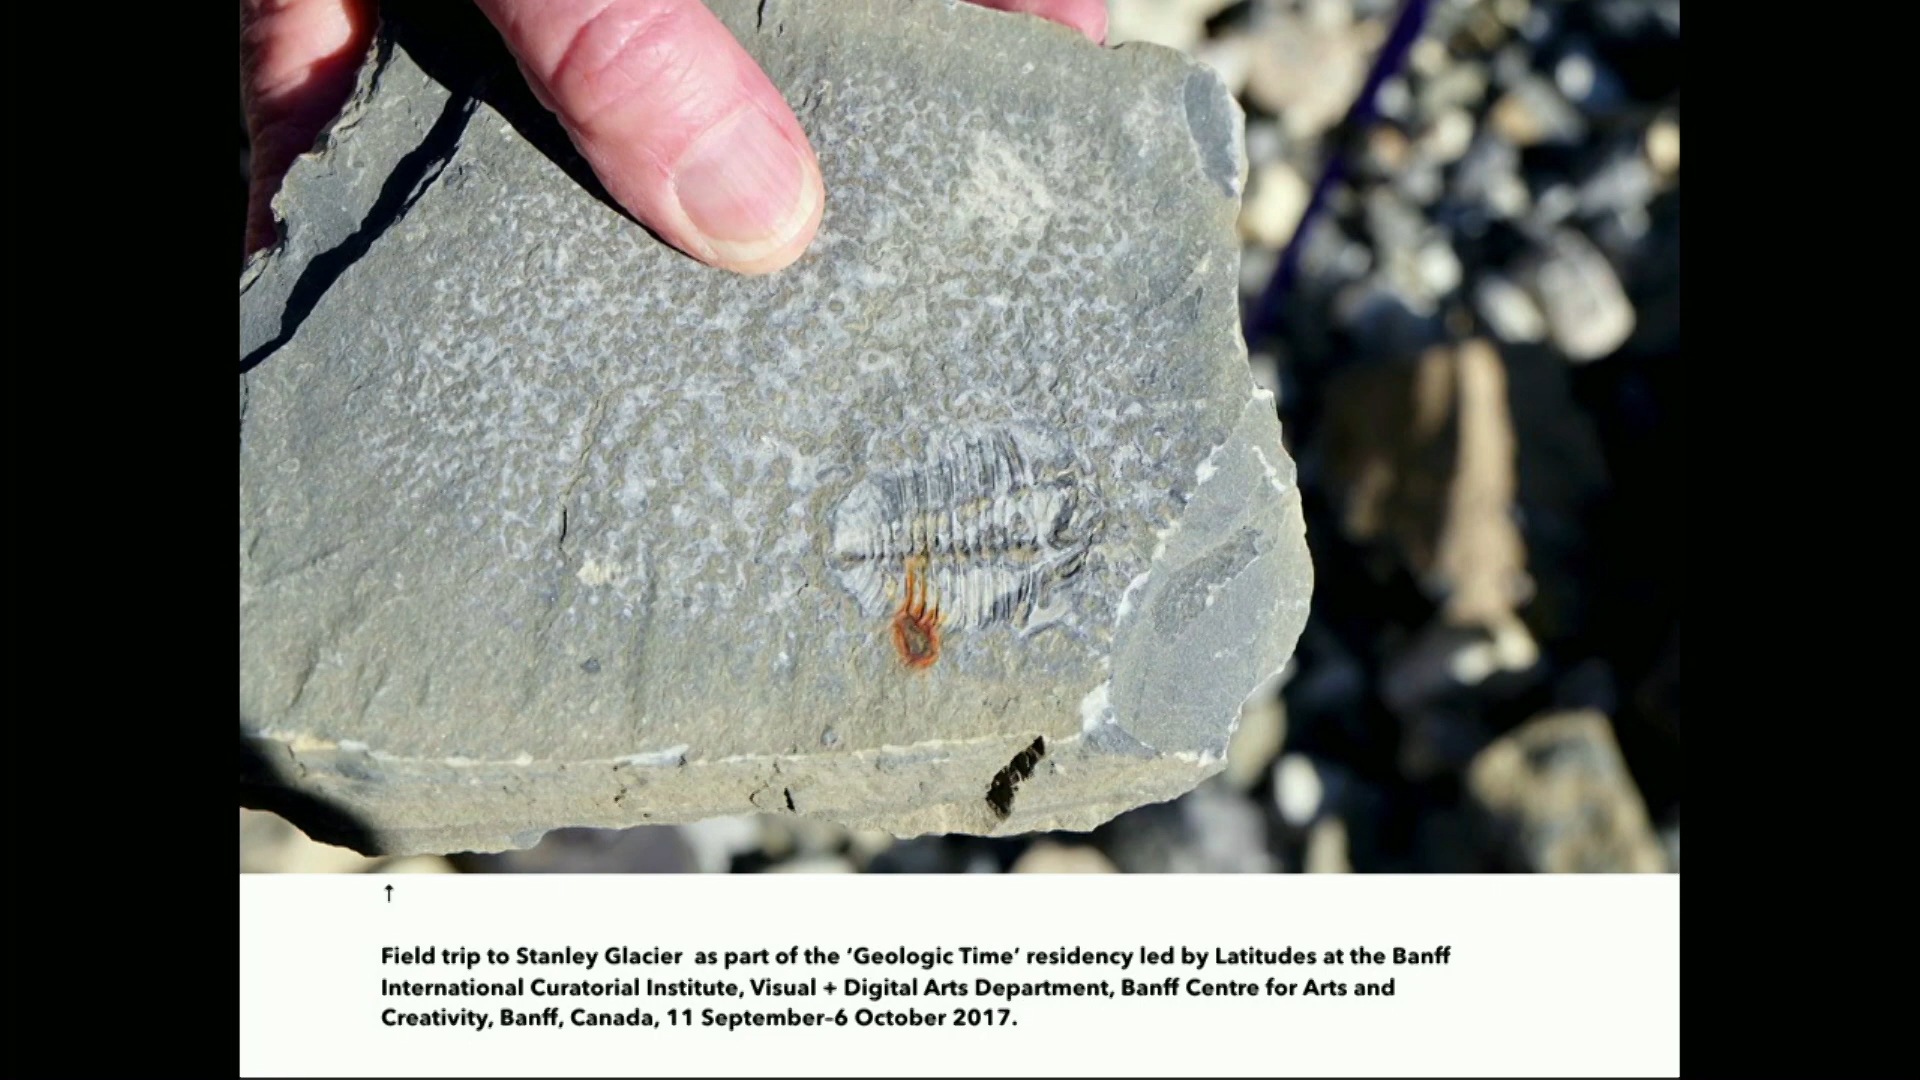 ↑
Field trip to Stanley Glacier as part of the ‘Geologic Time’ residency led by Latitudes at the Banff
International Curatorial Institute, Visual + Digital Arts Department, Banff Centre for Arts and
Creativity, Banff, Canada, 11 September–6 October 2017.